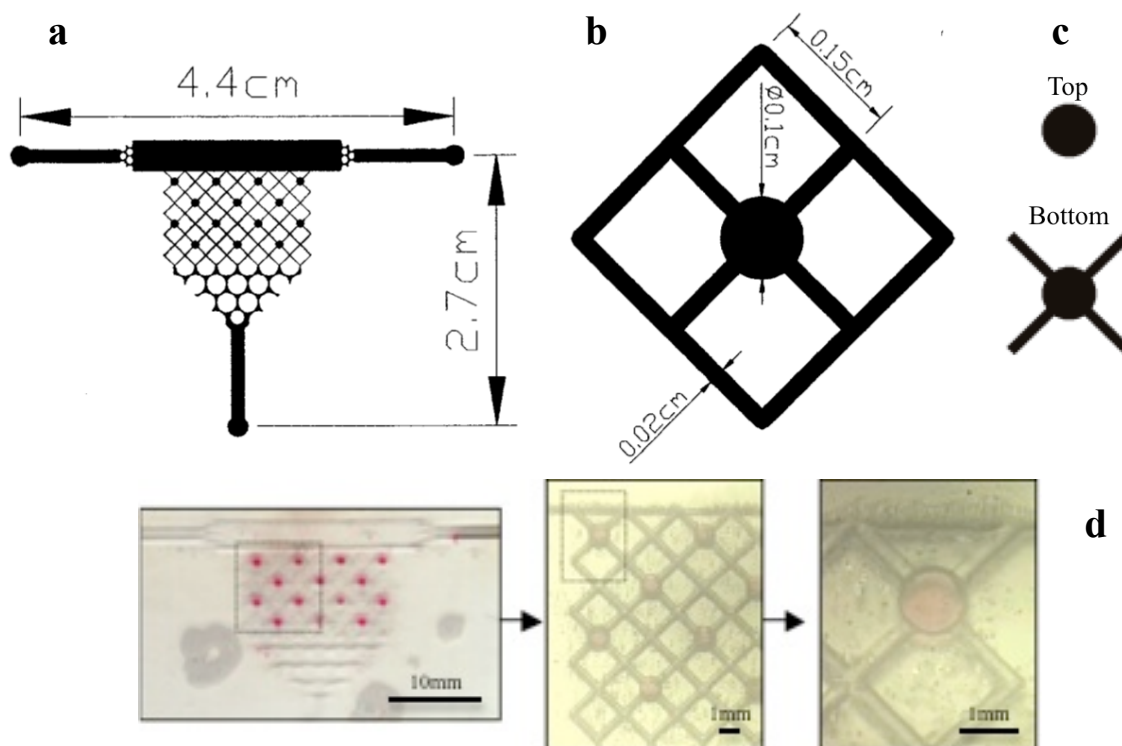 a
4.4cm
2.7cm
b
0.15cm
Ø0.1cm
0.02cm
c
Top
Bottom
10mm
1mm
1mm
d